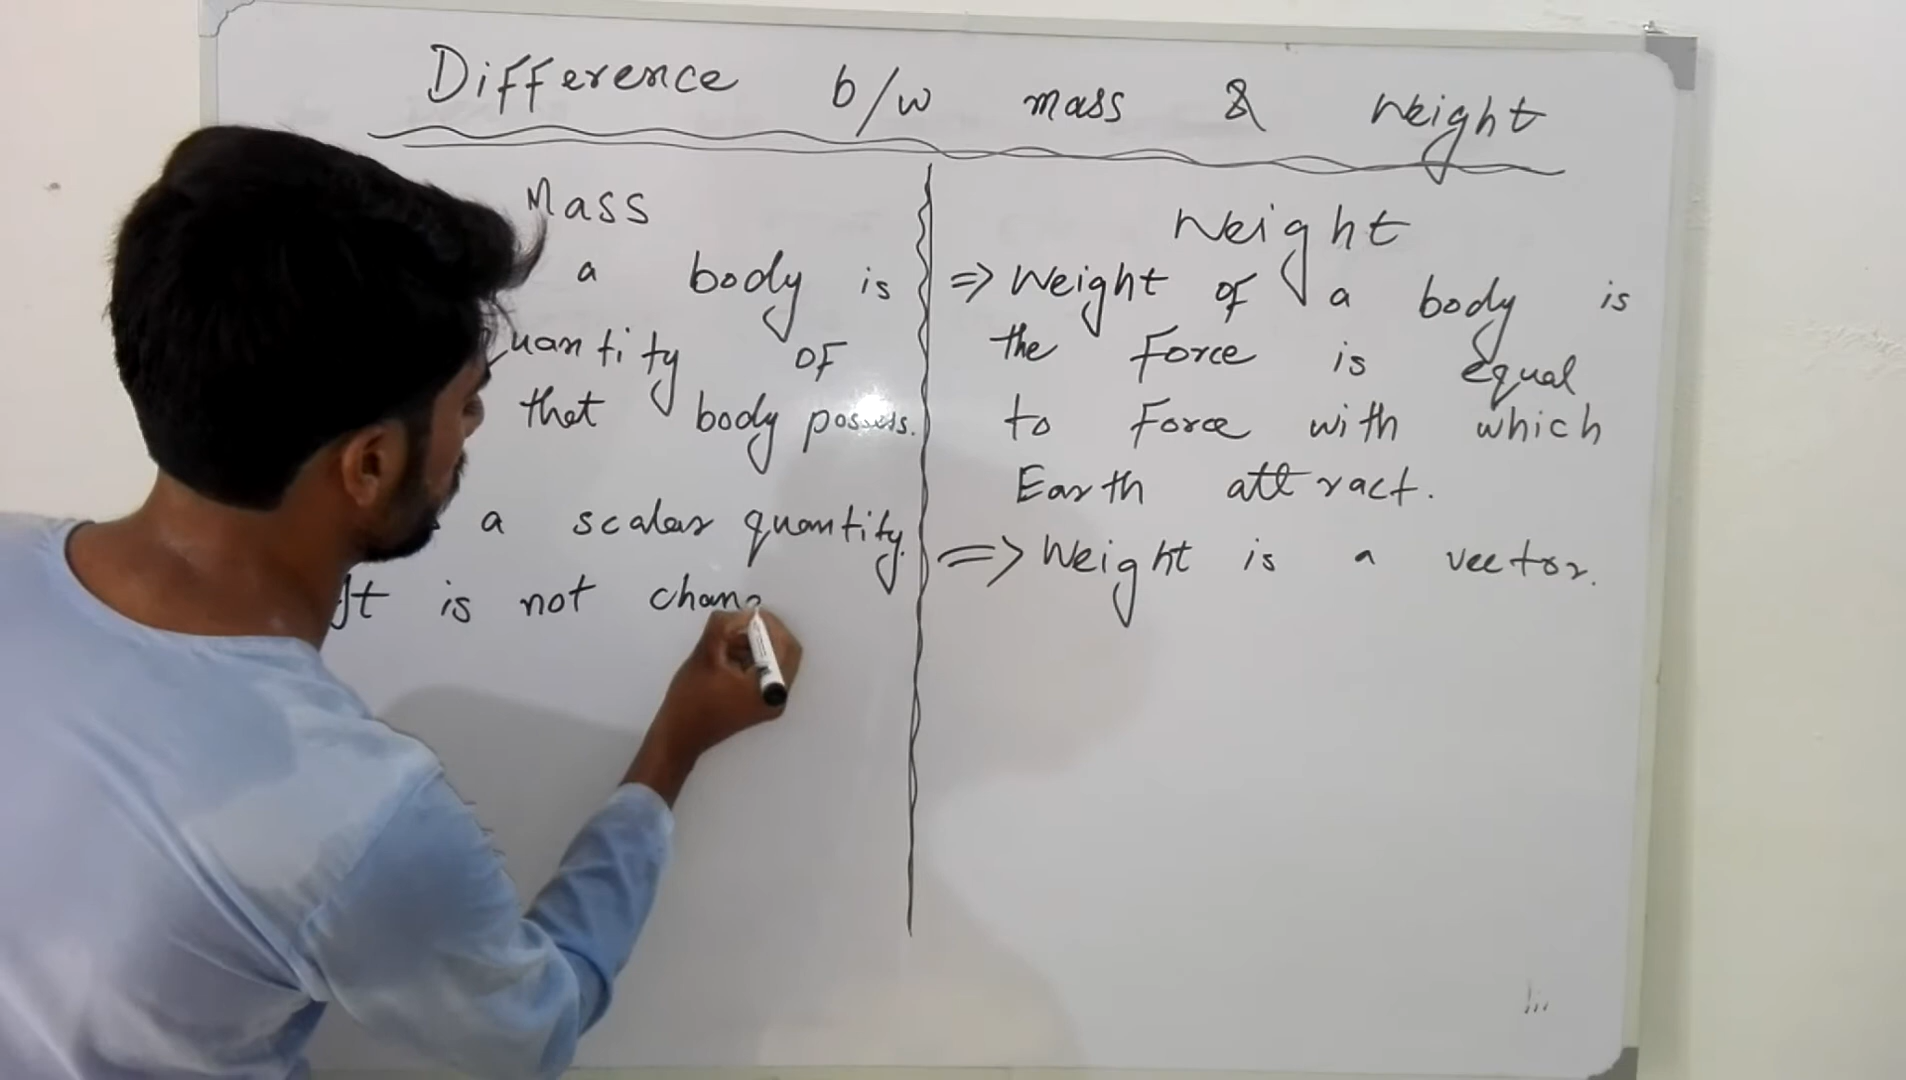 Difference b/w mass & Weight
Mass
a body is
quantity of
that body possess.
a scalar quantity.
It is not chang
Weight
=> Weight of a body is
the Force is equal
to Force with which
Earth attract.
=> Weight is a vector.